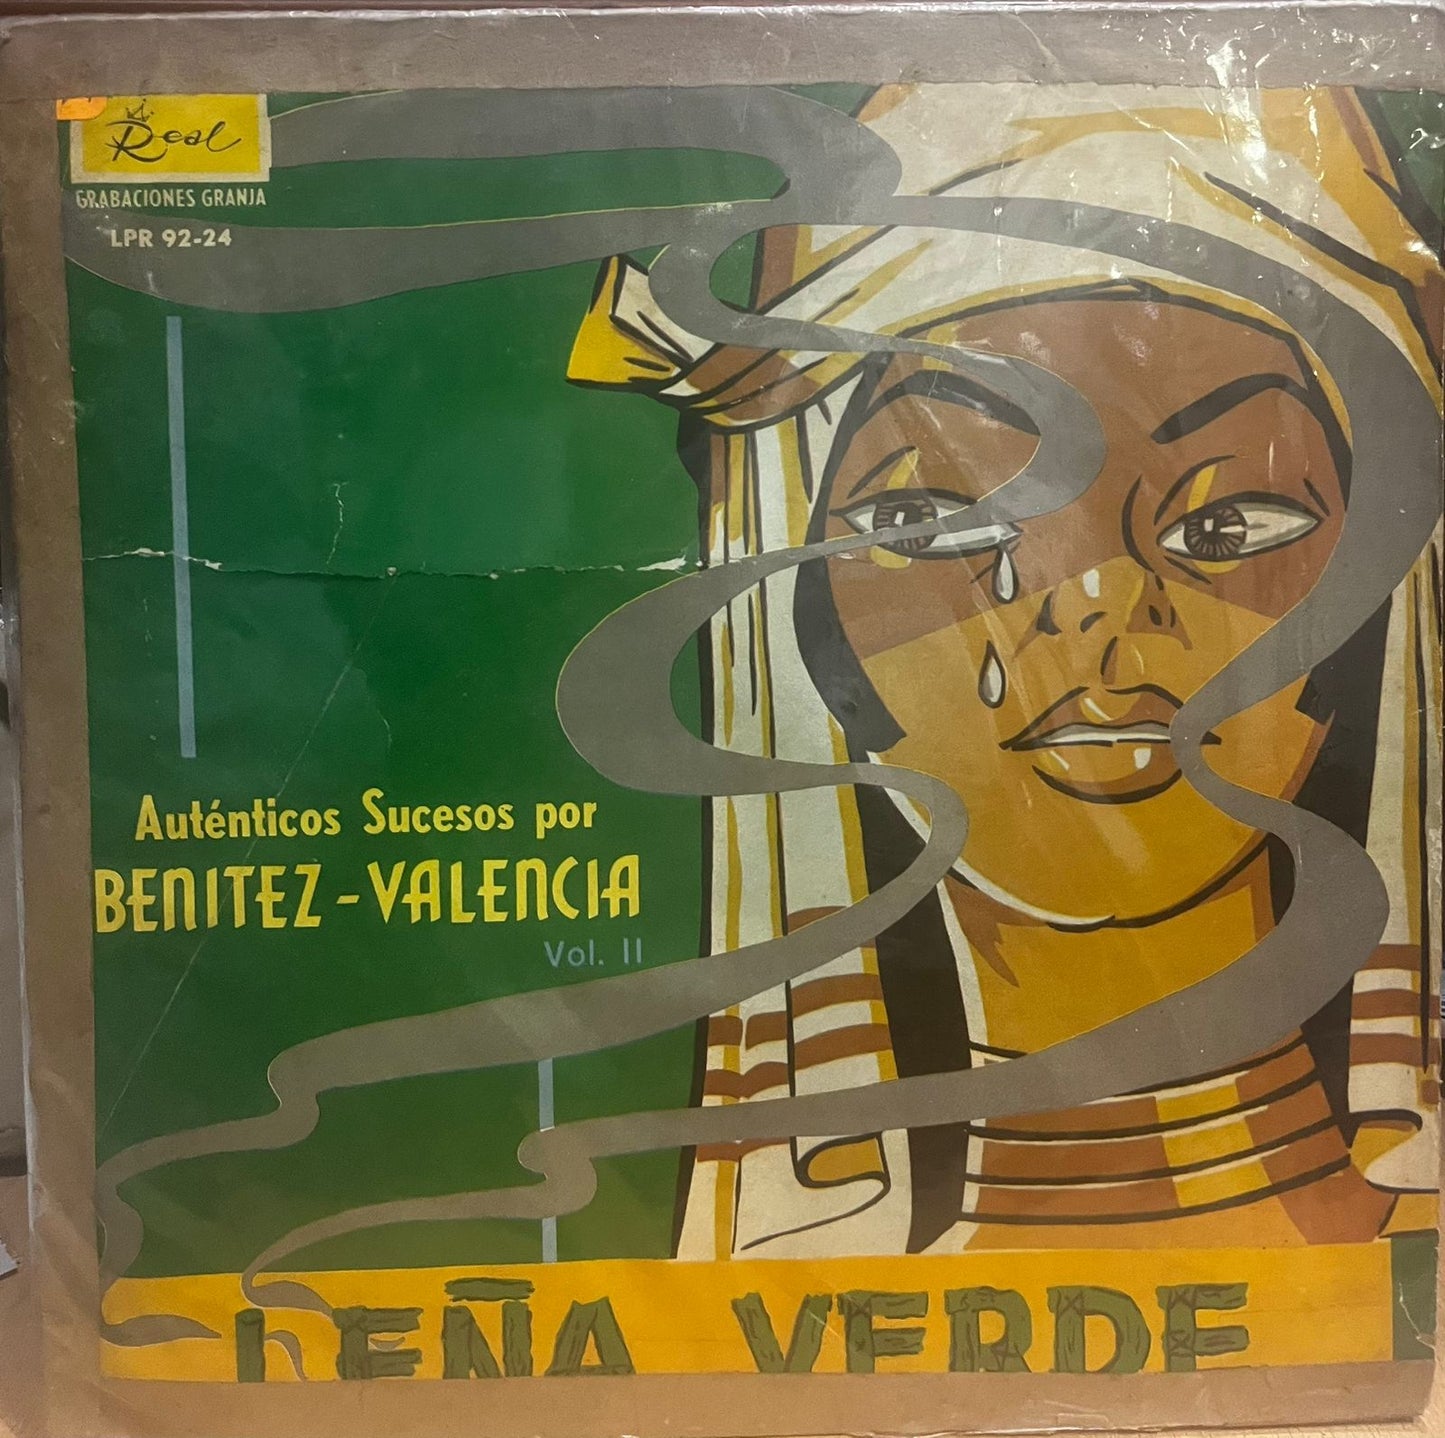 Real
GRABACIONES GRANJA
LPR 92-24
Auténticos Sucesos por
BENITEZ-VALENCIA
Vol. II
LEÑA VERDE